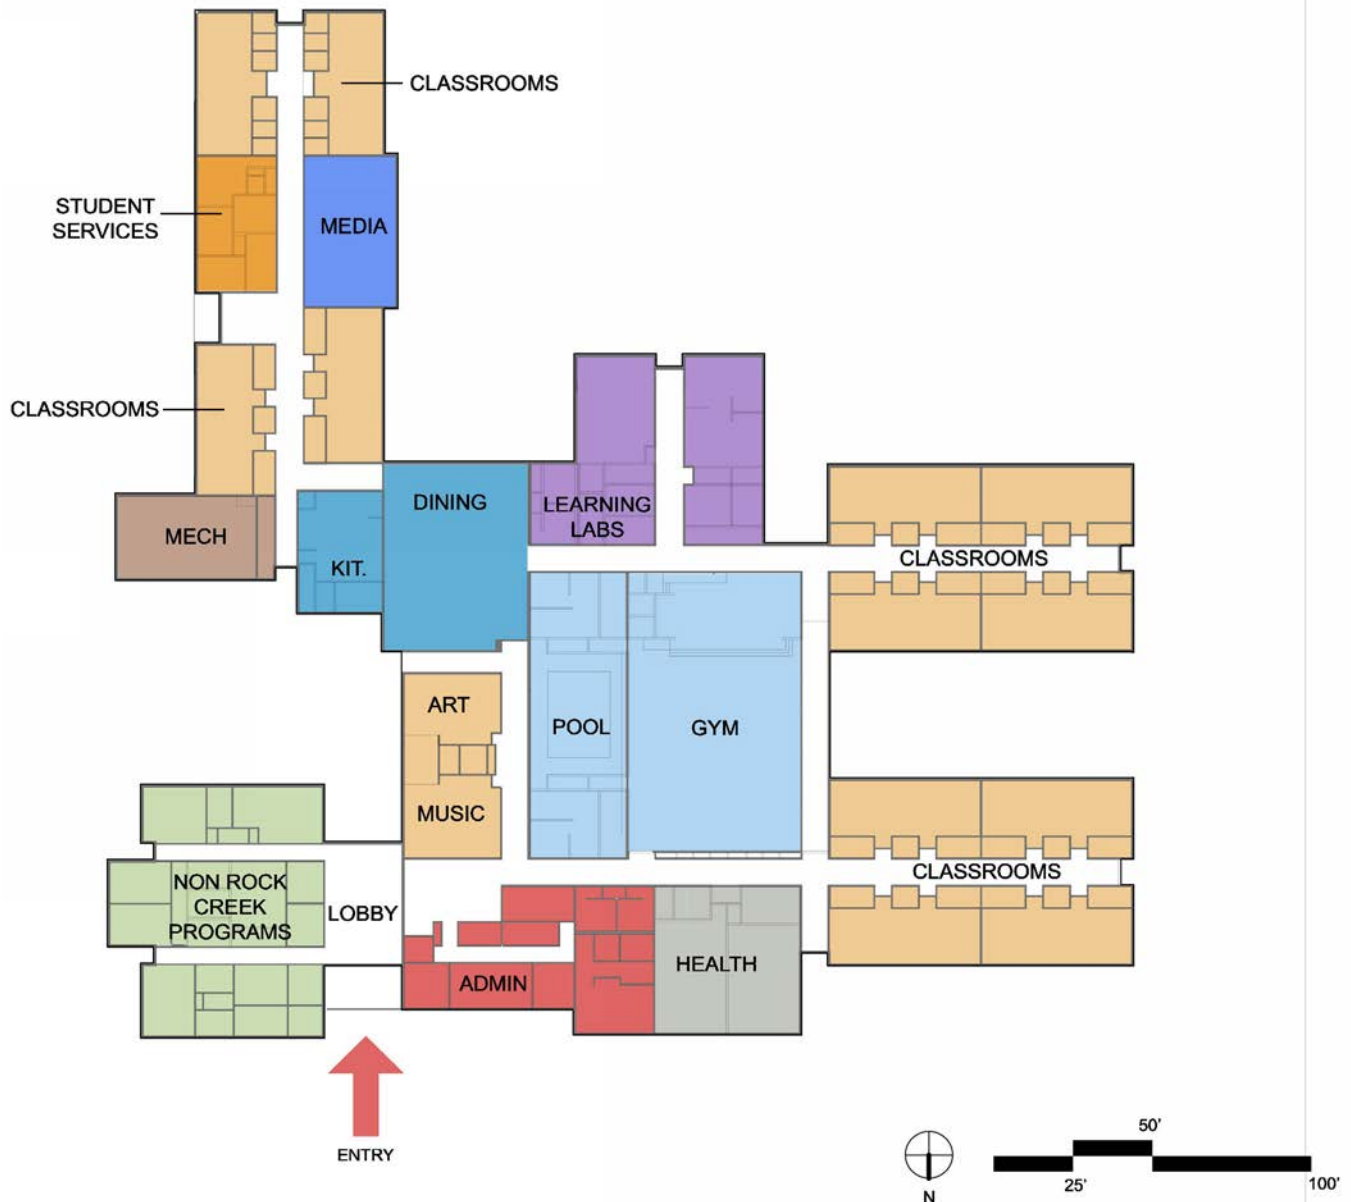 CLASSROOMS
STUDENT
SERVICES
MEDIA
CLASSROOMS
DINING
LEARNING
LABS
MECH
KIT.
CLASSROOMS
ART
POOL
GYM
MUSIC
NON ROCK
CREEK
PROGRAMS
LOBBY
CLASSROOMS
HEALTH
ADMIN
ENTRY
50'
25'
100'
N